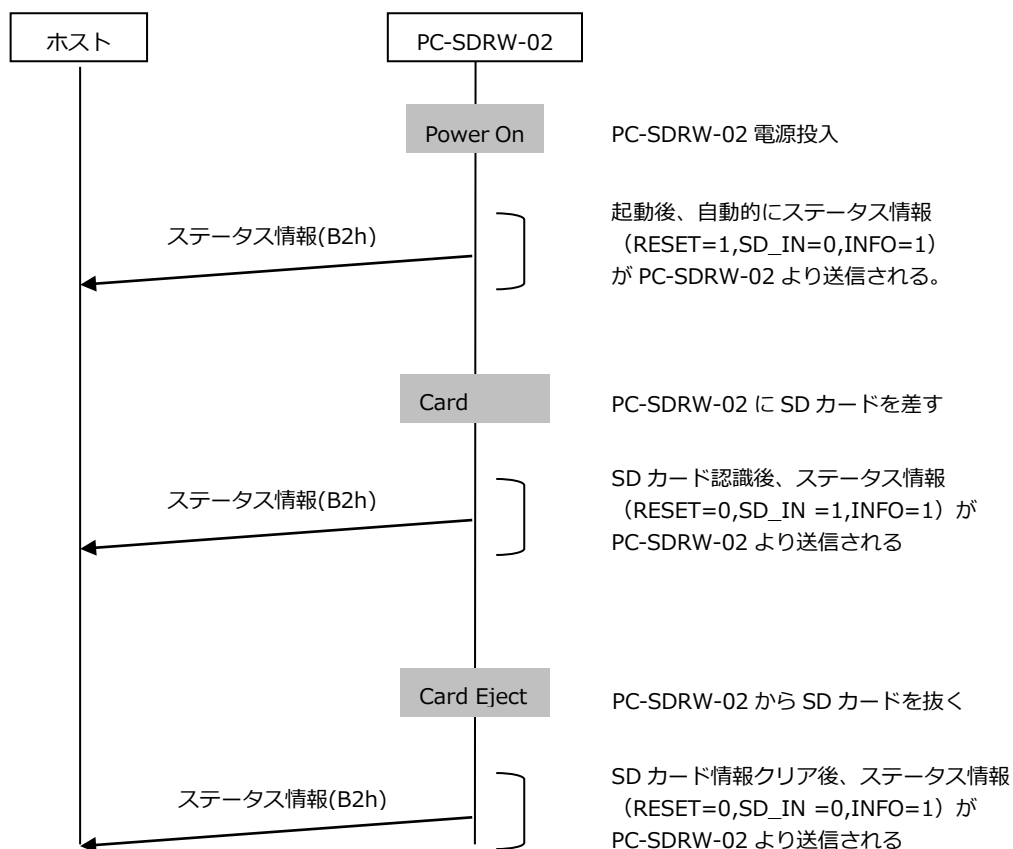 ホスト
PC-SDRW-02
Power On
PC-SDRW-02 電源投入
ステータス情報(B2h)
起動後、自動的にステータス情報
（RESET=1,SD_IN=0,INFO=1）
が PC-SDRW-02 より送信される。
Card
PC-SDRW-02 に SD カードを差す
ステータス情報(B2h)
SD カード認識後、ステータス情報
（RESET=0,SD_IN =1,INFO=1）が
PC-SDRW-02 より送信される
Card Eject
PC-SDRW-02 から SD カードを抜く
ステータス情報(B2h)
SD カード情報クリア後、ステータス情報
（RESET=0,SD_IN =0,INFO=1）が
PC-SDRW-02 より送信される